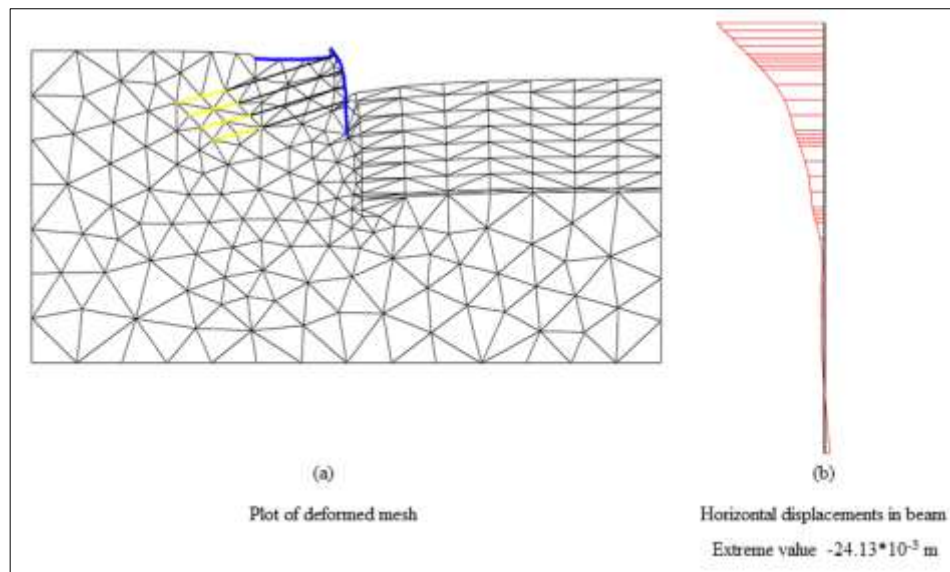 (a)
Plot of deformed mesh
(b)
Horizontal displacements in beam
Extreme value -24.13*10⁻³ m